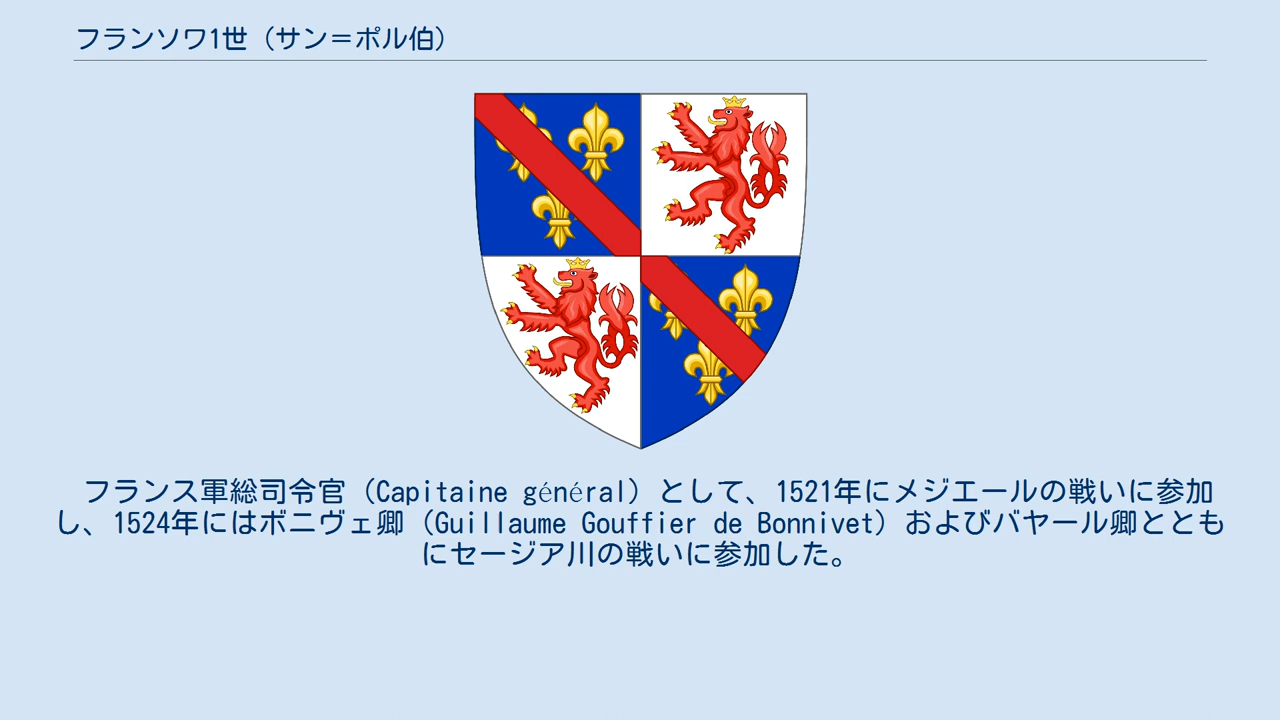 フランソワ1世（サン＝ポル伯）
フランス軍総司令官（Capitaine général）として、1521年にメジエールの戦いに参加
し、1524年にはボニヴェ卿（Guillaume Gouffier de Bonnivet）およびバヤール卿ととも
にセージア川の戦いに参加した。